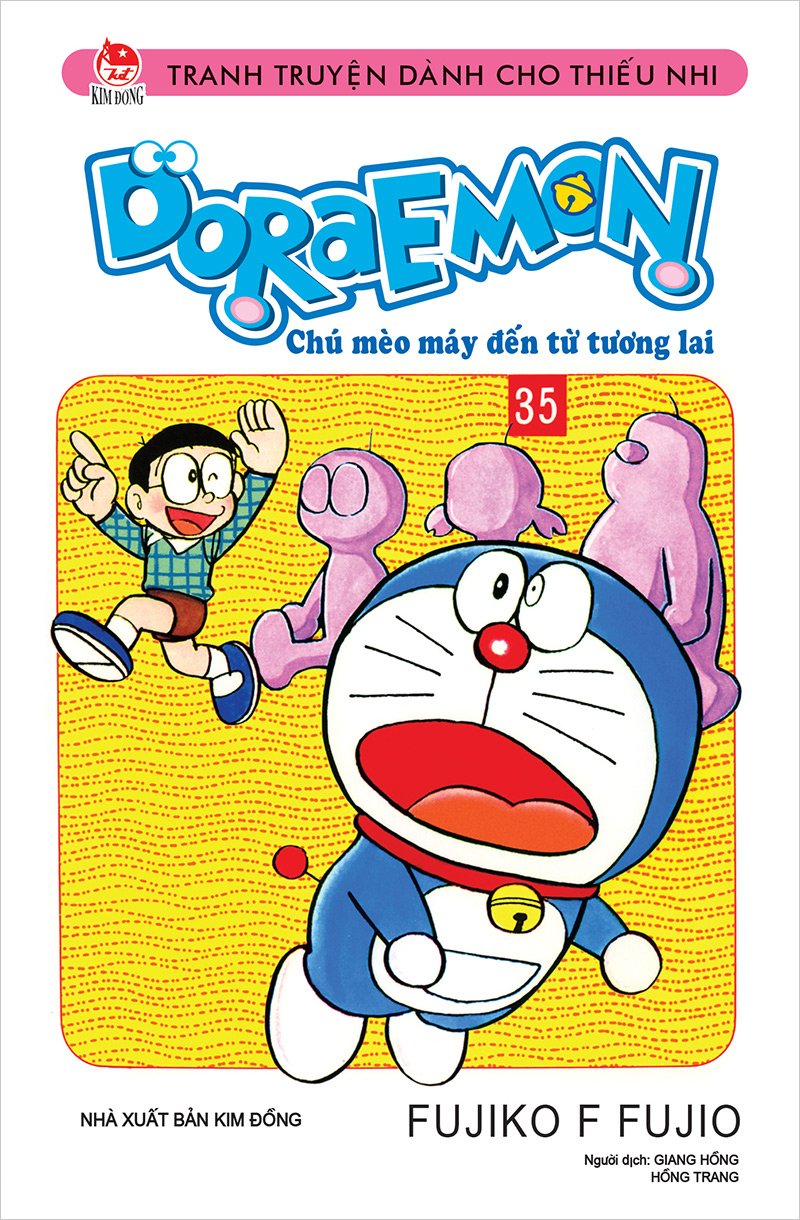 TRANH TRUYỆN DÀNH CHO THIẾU NHI
KIM ĐỒNG
DORAEMON
Chú mèo máy đến từ tương lai
35
NHÀ XUẤT BẢN KIM ĐỒNG
FUJIKO F FUJIO
Người dịch: GIANG HỒNG
HỒNG TRANG